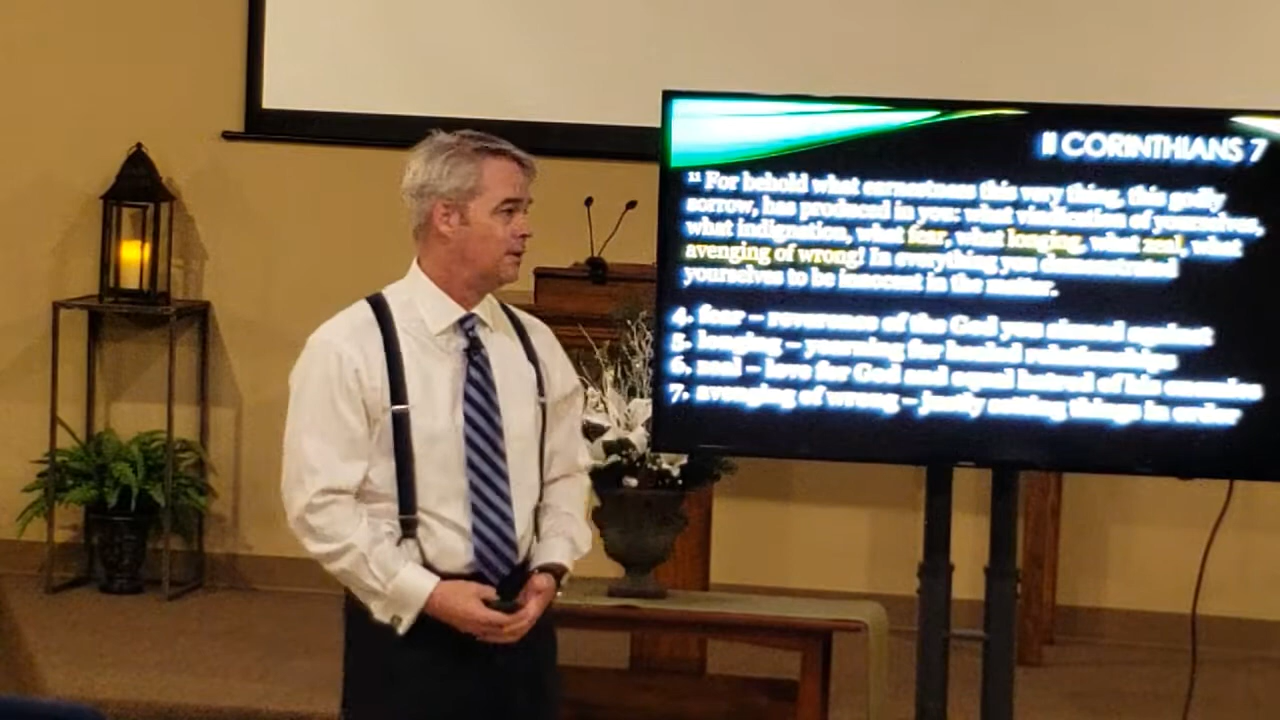 II CORINTHIANS 7
11 For behold what earnestness this very thing, this godly
sorrow, has produced in you: what vindication of yourselves,
what indignation, what fear, what longing, what zeal, what
avenging of wrong! In everything you demonstrated
yourselves to be innocent in the matter.
4. fear – reverence of the God you sinned against
5. longing – yearning for healed relationships
6. zeal – love for God and equal hatred of his enemies
7. avenging of wrong – justly setting things in order